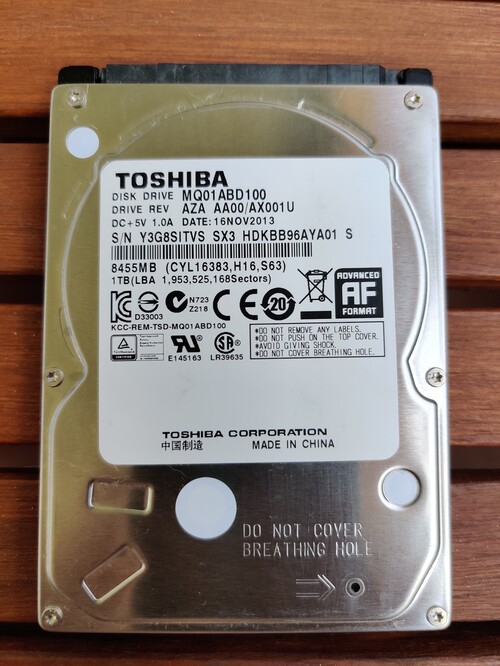 TOSHIBA
DISK DRIVE MQ01ABD100
DRIVE REV AZA AA00/AX001U
DC+5V 1.0A DATE:16NOV2013
S/N Y3G8SITVS SX3 HDKBB96AYA01 S
8455MB (CYL16383,H16,S63)
1TB(LBA 1,953,525,168Sectors)
D33003
N723
Z218
CE
20
ADVANCED
AF
FORMAT
KCC-REM-TSD-MQ01ABD100
E145163
LR39635
*DO NOT REMOVE ANY LABELS.
*DO NOT PUSH ON THE TOP COVER.
*AVOID GIVING SHOCK.
*DO NOT COVER BREATHING HOLE.
TOSHIBA CORPORATION
中国制造
MADE IN CHINA
DO NOT COVER
BREATHING HOLE